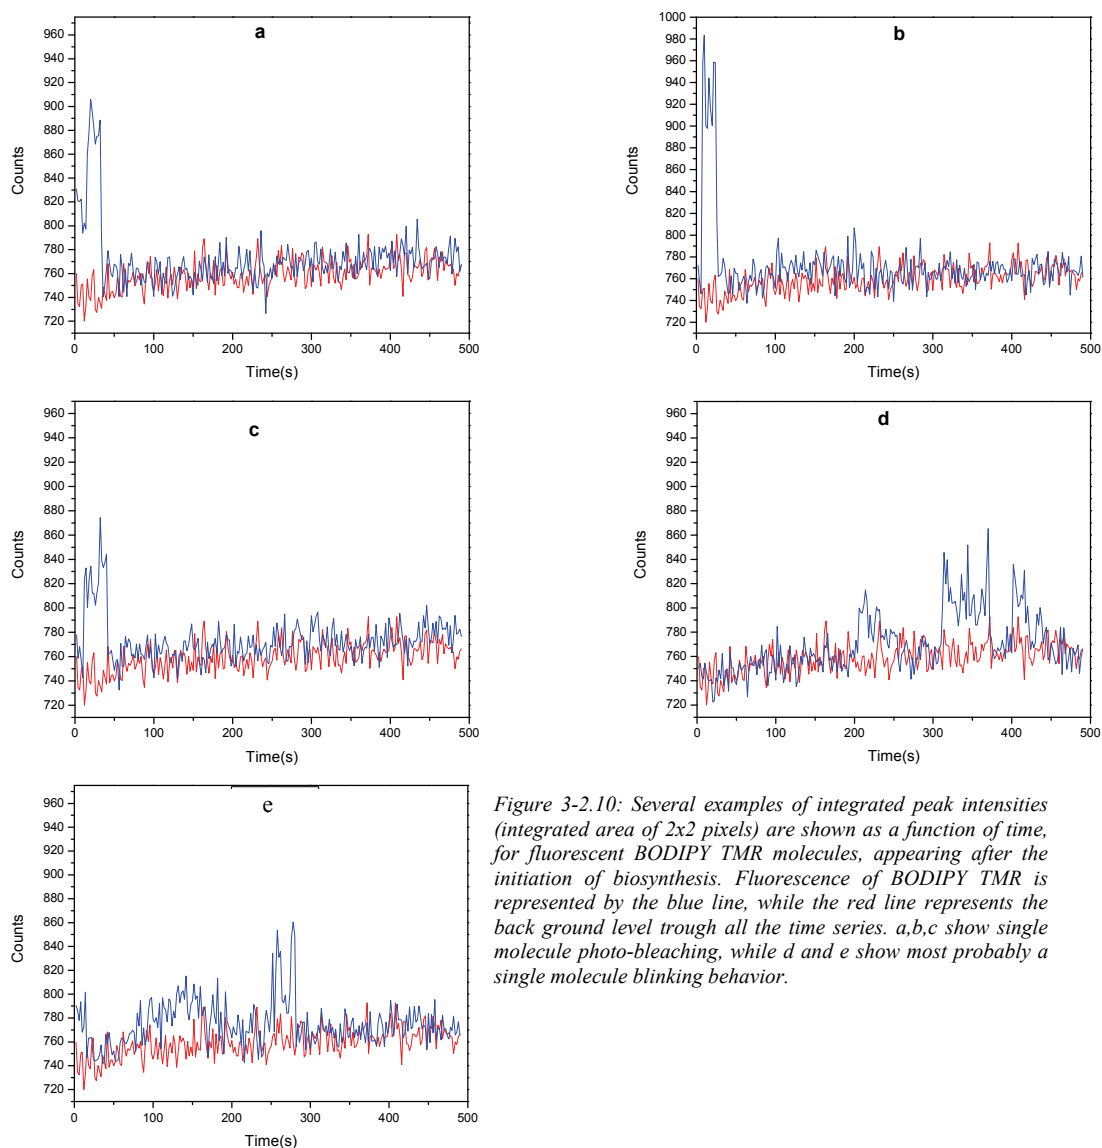 a
960
940
920
900
880
860
840
820
800
780
760
740
720
Counts
0 100 200 300 400 500
Time(s)
b
1000
980
960
940
920
900
880
860
840
820
800
780
760
740
720
Counts
0 100 200 300 400 500
Time(s)
c
960
940
920
900
880
860
840
820
800
780
760
740
720
Counts
0 100 200 300 400 500
Time(s)
d
960
940
920
900
880
860
840
820
800
780
760
740
720
Counts
0 100 200 300 400 500
Time(s)
e
960
940
920
900
880
860
840
820
800
780
760
740
720
Counts
0 100 200 300 400 500
Time(s)
Figure 3-2.10: Several examples of integrated peak intensities
(integrated area of 2x2 pixels) are shown as a function of time,
for fluorescent BODIPY TMR molecules, appearing after the
initiation of biosynthesis. Fluorescence of BODIPY TMR is
represented by the blue line, while the red line represents the
back ground level trough all the time series. a,b,c show single
molecule photo-bleaching, while d and e show most probably a
single molecule blinking behavior.